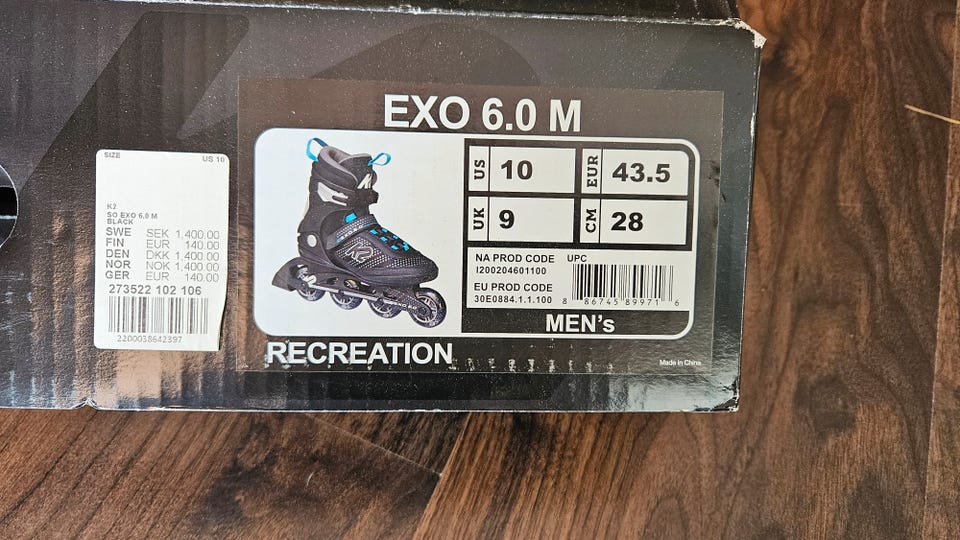 EXO 6.0 M
SIZE US 10
K2
SO EXO 6.0 M
BLACK
SWE SEK 1.400.00
FIN EUR 140.00
DEN DKK 1.400.00
NOR NOK 1.400.00
GER EUR 140.00
273522 102 106
2200038642397
K2
US 10 EUR 43.5
UK 9 CM 28
NA PROD CODE UPC
I200204601100
EU PROD CODE
30E0884.1.1.100 8 86745 89971 6
MEN's
RECREATION
Made in China